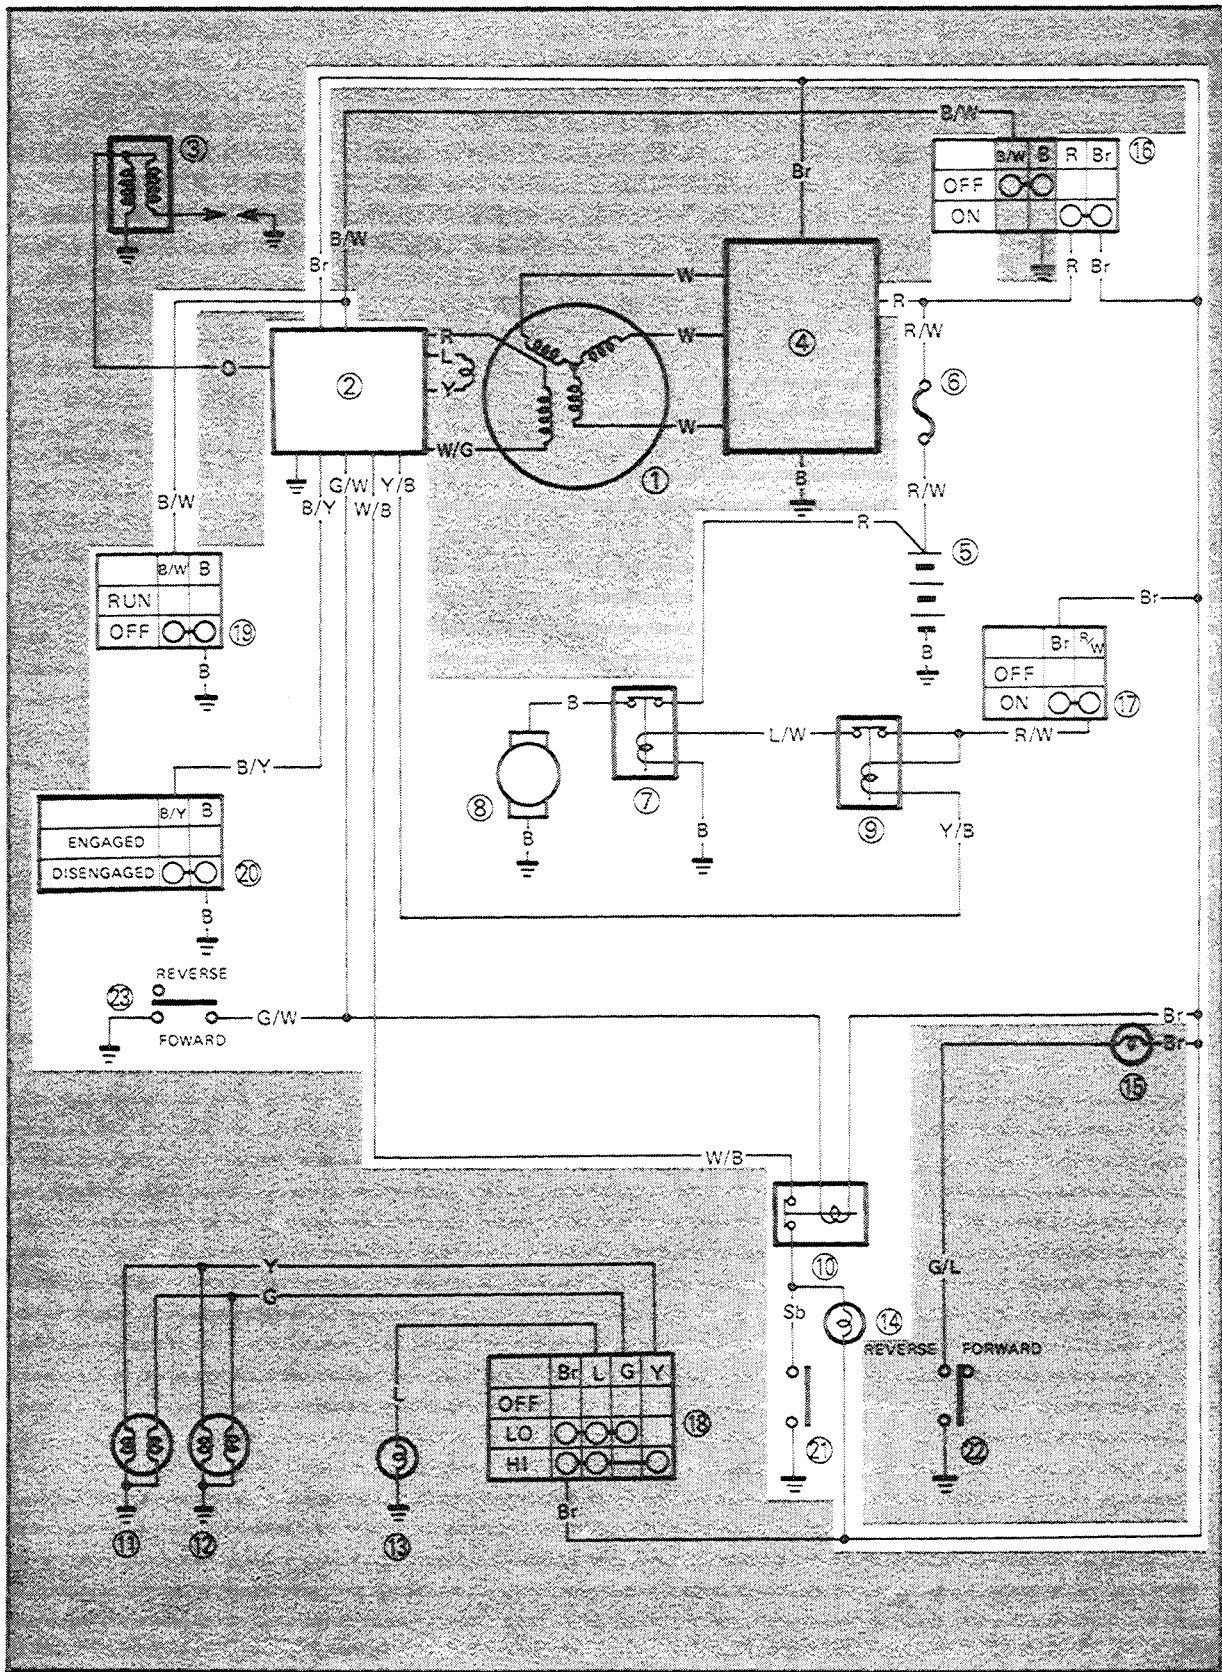 B/W
③
B/W B R Br ⑯
OFF
ON
Br
B/W
Br
R Br
W
R
④
R/W
R
L
W
O
②
Y
⑥
W
W/G
①
B
G/W Y/B
B/Y W/B
R/W
B/W
R
⑤
B/W B
RUN
OFF ⑲
B
Br
B
Br R/W
OFF
ON ⑰
B
L/W
R/W
B/Y
⑦
⑧
⑨
B
B
Y/B
B/Y B
ENGAGED
DISENGAGED ⑳
B
REVERSE
㉓
G/W
FOWARD
Br
Br
⑮
W/B
⑩
Y
G
G/L
Sb
⑭
REVERSE FORWARD
Br L G Y
L
OFF
LO ⑱
HI
㉑
㉒
Br
⑪
⑫
⑬